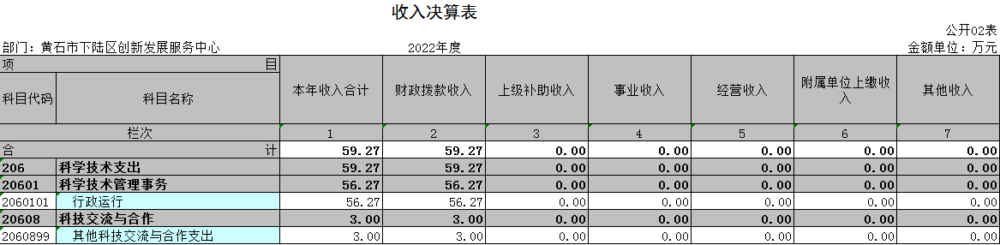 收入决算表
公开02表
部门：黄石市下陆区创新发展服务中心 2022年度 金额单位：万元
项 目 本年收入合计 财政拨款收入 上级补助收入 事业收入 经营收入 附属单位上缴收入 其他收入
科目代码 科目名称
栏次 1 2 3 4 5 6 7
合 计 59.27 59.27 0.00 0.00 0.00 0.00 0.00
206 科学技术支出 59.27 59.27 0.00 0.00 0.00 0.00 0.00
20601 科学技术管理事务 56.27 56.27 0.00 0.00 0.00 0.00 0.00
2060101 行政运行 56.27 56.27 0.00 0.00 0.00 0.00 0.00
20608 科技交流与合作 3.00 3.00 0.00 0.00 0.00 0.00 0.00
2060899 其他科技交流与合作支出 3.00 3.00 0.00 0.00 0.00 0.00 0.00